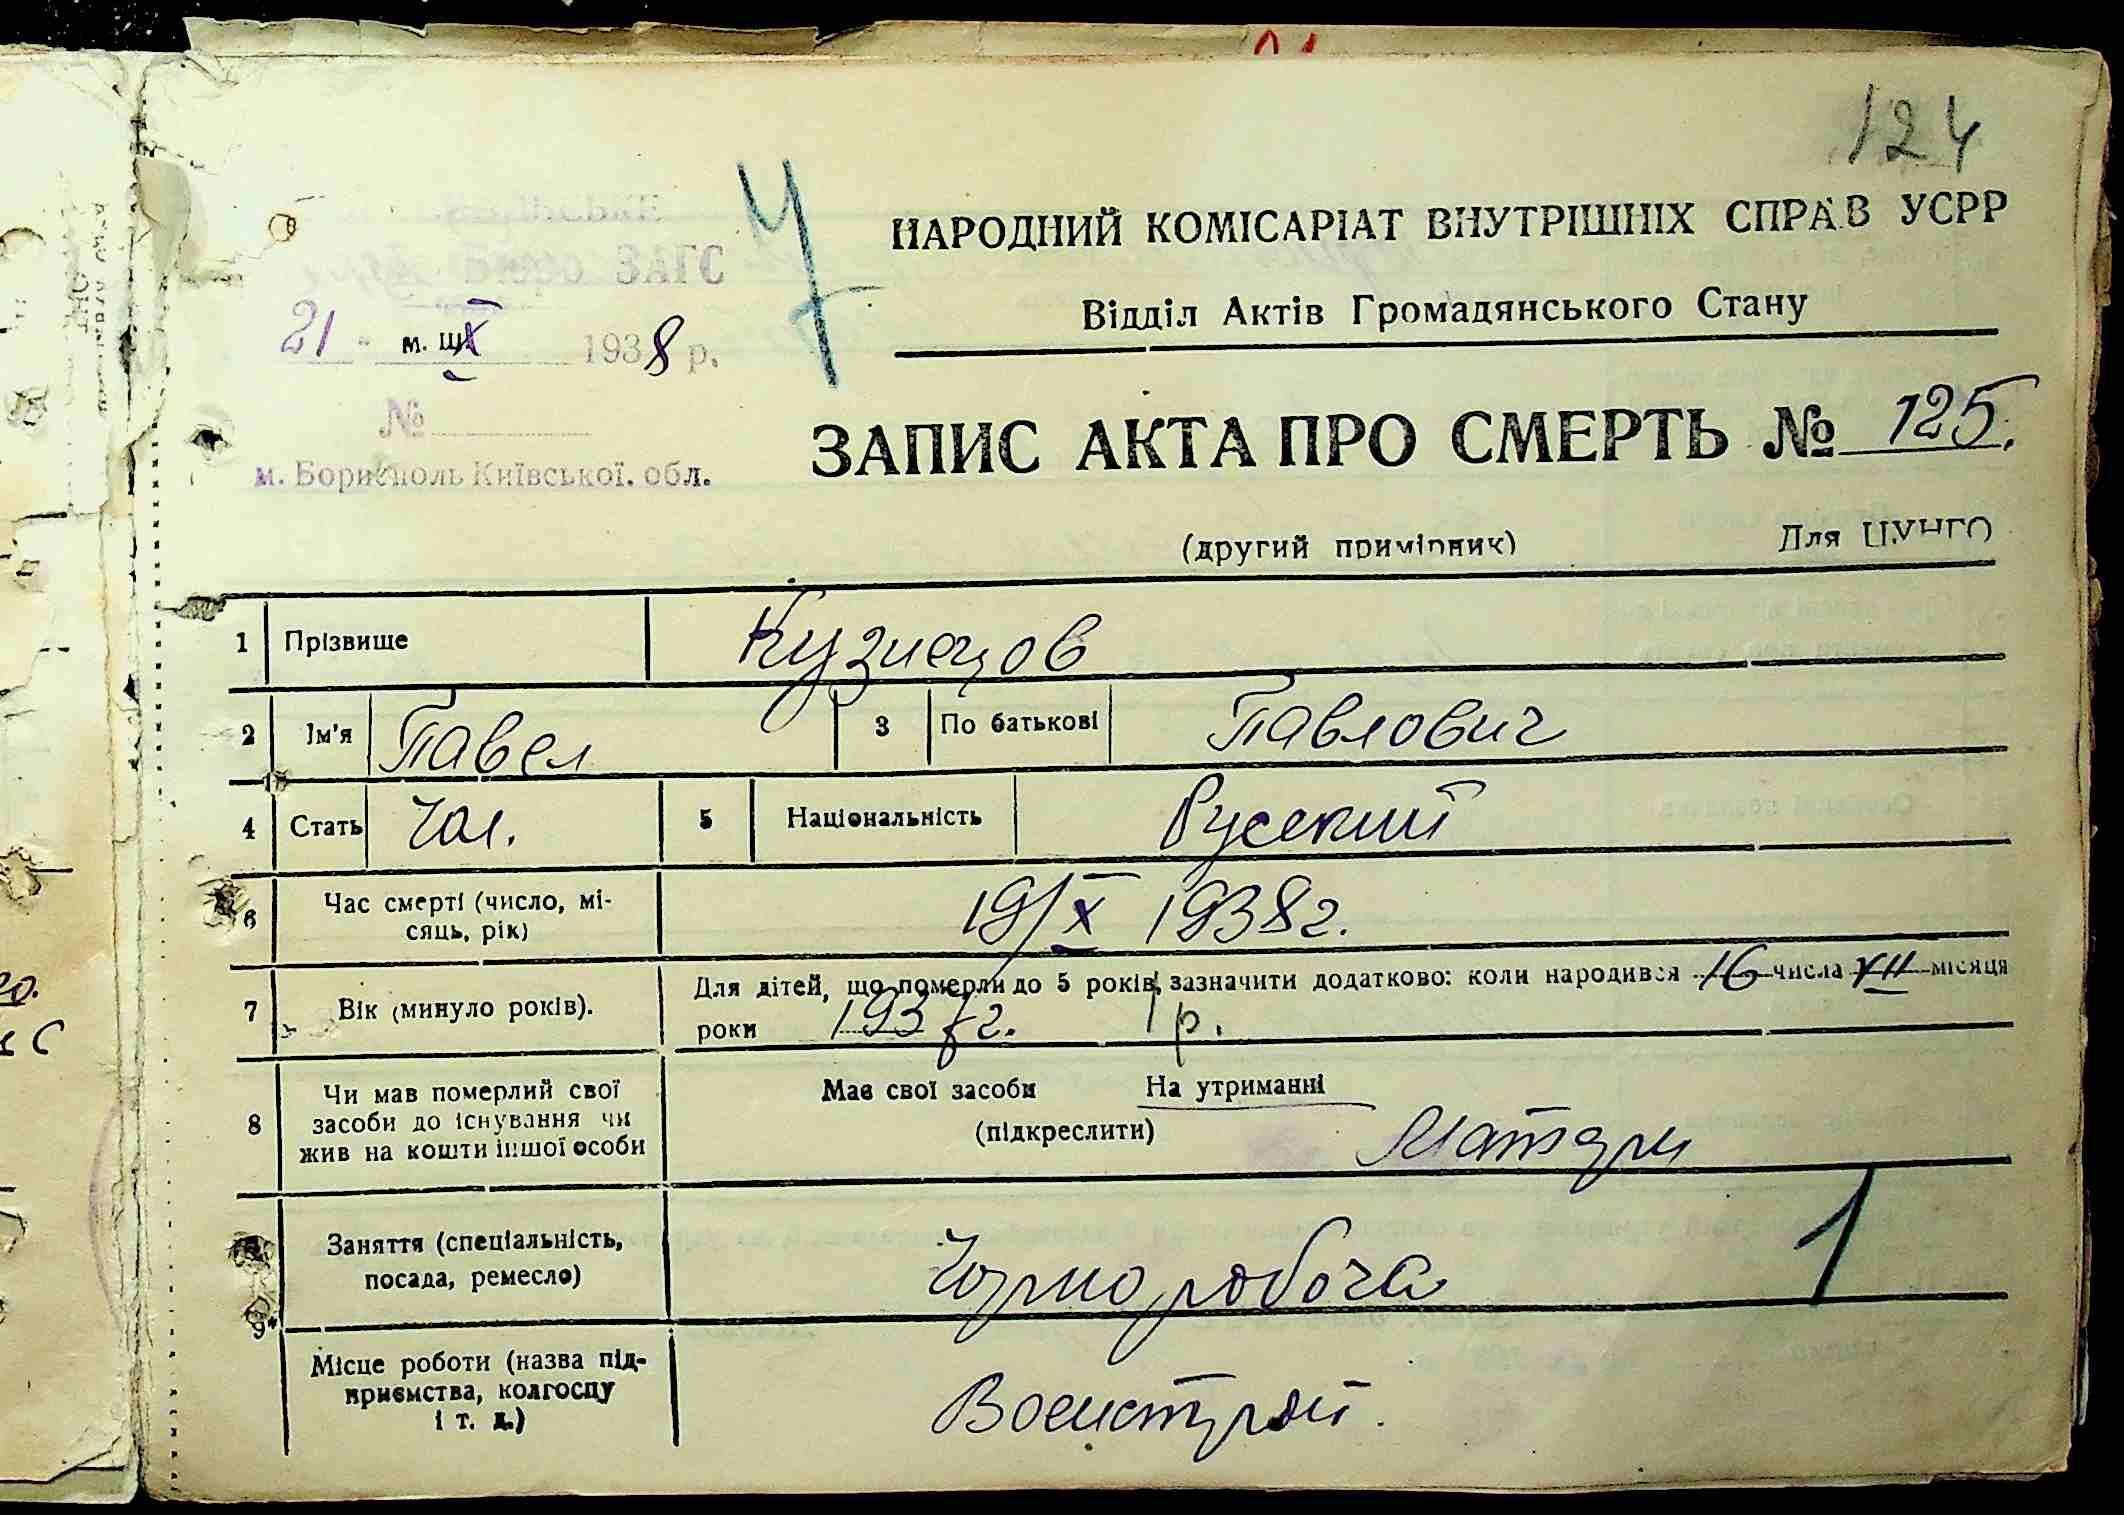 124
НАРОДНИЙ КОМІСАРІАТ ВНУТРІШНІХ СПРАВ УСРР
Бюро ЗАГС
Відділ Актів Громадянського Стану
21 м. ц. X 1938 р.
№
ЗАПИС АКТА ПРО СМЕРТЬ № 125.
м. Бориспіль Київської. обл.
(другий примірник) Для ЦУНГО
1 Прізвище Кузнецов
2 Ім'я Павел 3 По батькові Павлович
4 Стать Чол. 5 Національність Русский
6 Час смерті (число, мі-
сяць, рік) 19/X 1938 г.
7 Вік (минуло років). Для дітей, що померли до 5 років, зазначити додатково: коли народився 16 числа XII місяця
роки 1937 г. 1 р.
8 Чи мав померлий свої
засоби до існування чи
жив на кошти іншої особи
Має свої засоби На утриманні
(підкреслити) Матери
9 Заняття (спеціальність,
посада, ремесло) Чорноробоча 1
Місце роботи (назва під-
приємства, колгоспу
і т. д.) Военстрой.